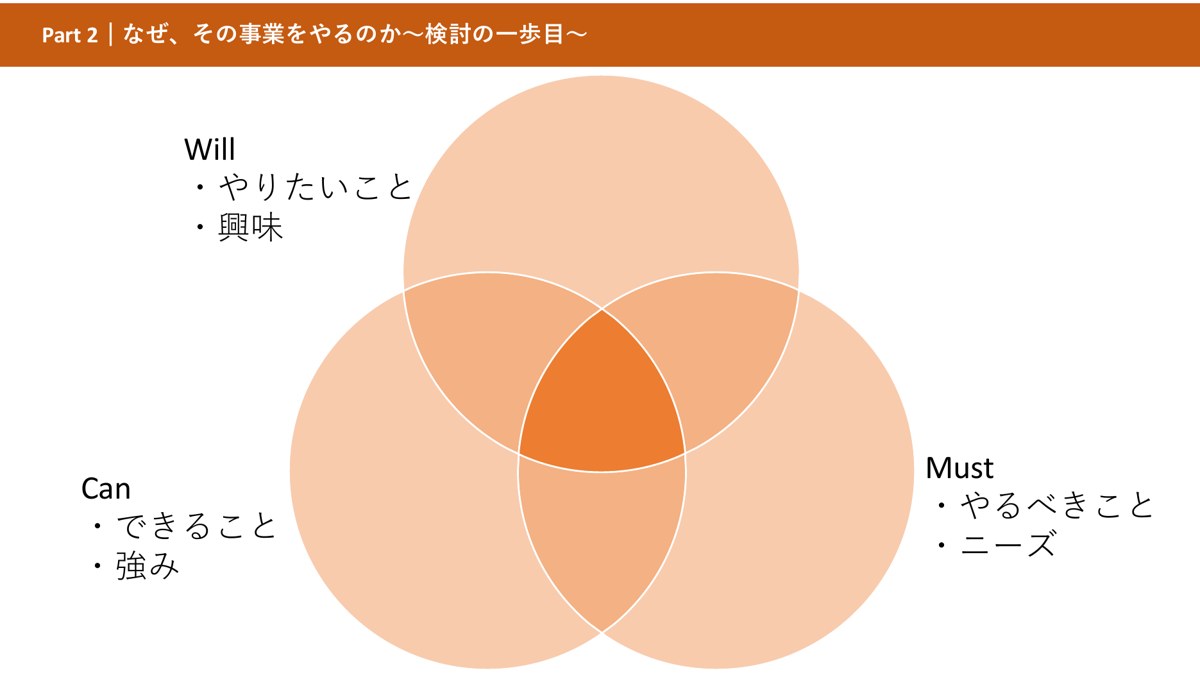 Part 2｜なぜ、その事業をやるのか～検討の一歩目～
Will
・やりたいこと
・興味
Can
・できること
・強み
Must
・やるべきこと
・ニーズ